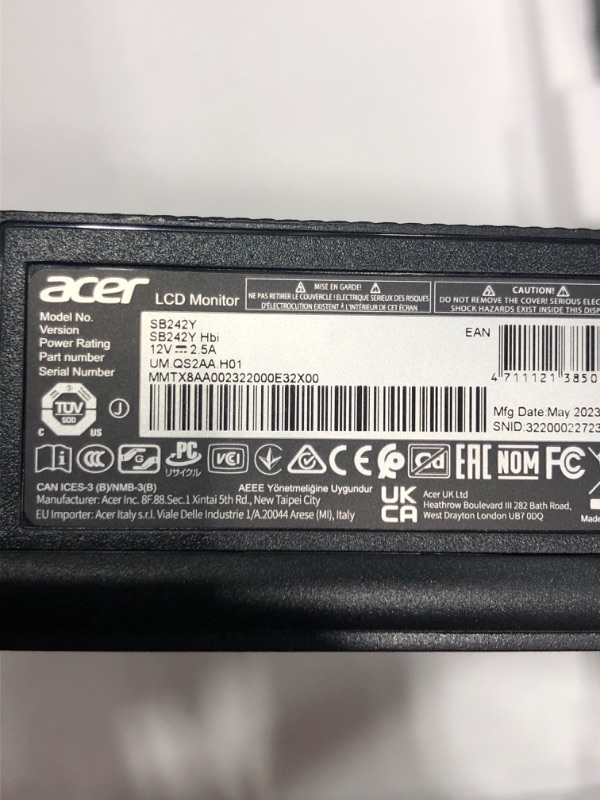 acer LCD Monitor
MISE EN GARDE!
NE PAS RETIRER LE COUVERCLE ! ELECTRIQUE SERIEUX DES RISQUES
D'ÉLECTROCUTION EXISTENT À L'INTÉRIEUR DE CET ÉCRAN
CAUTION!
DO NOT REMOVE THE COVER! SERIOUS ELEC
SHOCK HAZARDS EXIST INSIDE THIS DISP
Model No. SB242Y
Version SB242Y Hbi
Power Rating 12V ⎓ 2.5A
Part number UM.QS2AA.H01
Serial Number MMTX8AA002322000E32X00
EAN
4 711121 3850
Mfg Date:May 2023
SNID:32200022723
TÜV
SÜD
C US
J
CCC
PC
リサイクル
VCI
CE
EAC NOM FC
CAN ICES-3 (B)/NMB-3(B)
AEEE Yönetmeliğine Uygundur
Manufacturer: Acer Inc. 8F.88.Sec.1 Xintai 5th Rd., New Taipei City
EU Importer: Acer Italy s.r.l. Viale Delle Industrie 1/A.20044 Arese (MI), Italy
UK
CA
Acer UK Ltd
Heathrow Boulevard III 282 Bath Road,
West Drayton London UB7 0DQ
Made